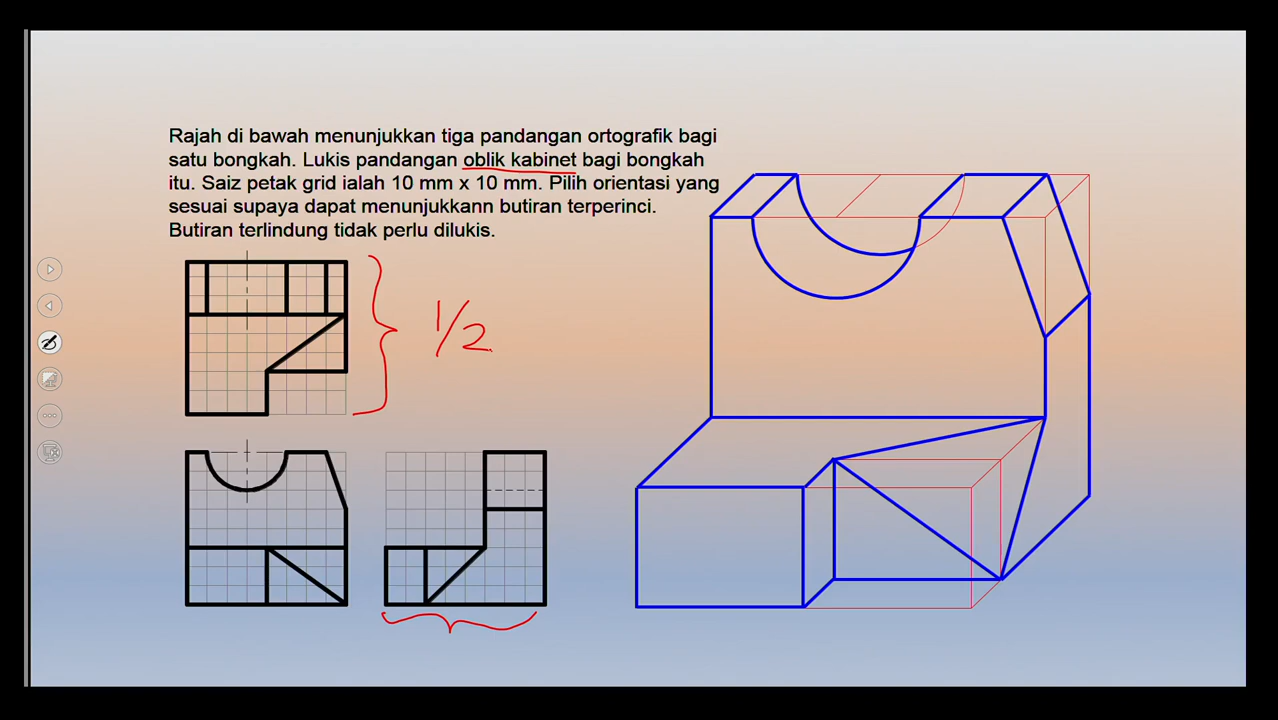 Rajah di bawah menunjukkan tiga pandangan ortografik bagi
satu bongkah. Lukis pandangan oblik kabinet bagi bongkah
itu. Saiz petak grid ialah 10 mm x 10 mm. Pilih orientasi yang
sesuai supaya dapat menunjukkann butiran terperinci.
Butiran terlindung tidak perlu dilukis.
1/2